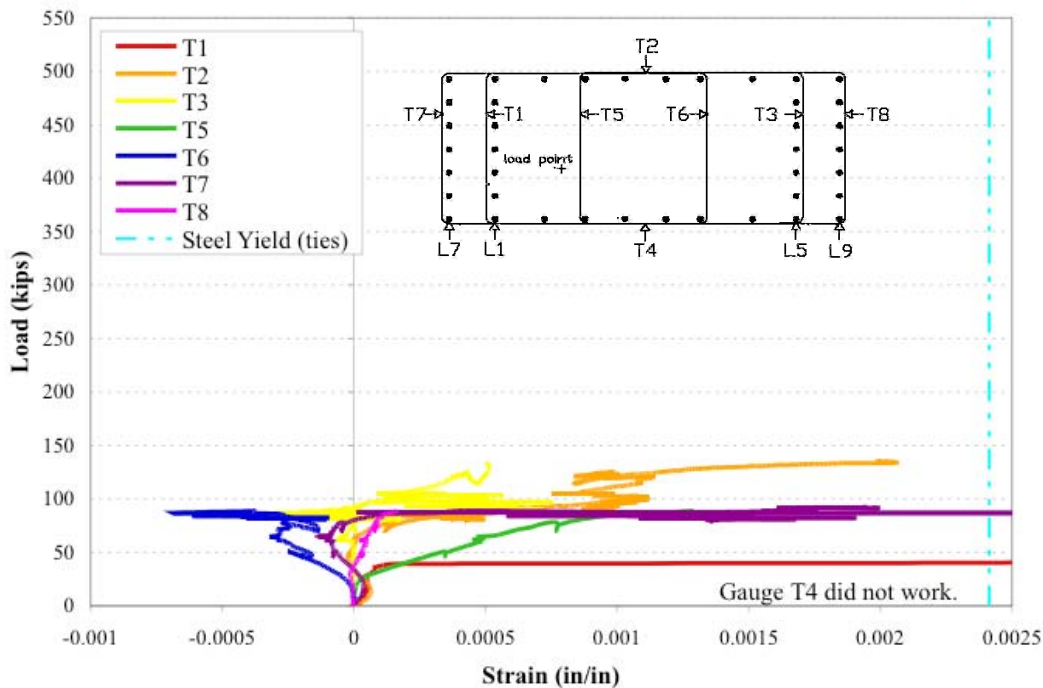 550
500
450
400
350
300
250
200
150
100
50
0
Load (kips)
T1
T2
T3
T5
T6
T7
T8
Steel Yield (ties)
T2
T7 T1 T5 T6 T3 T8
load point
L7 L1 T4 L5 L9
Gauge T4 did not work.
-0.001 -0.0005 0 0.0005 0.001 0.0015 0.002 0.0025
Strain (in/in)